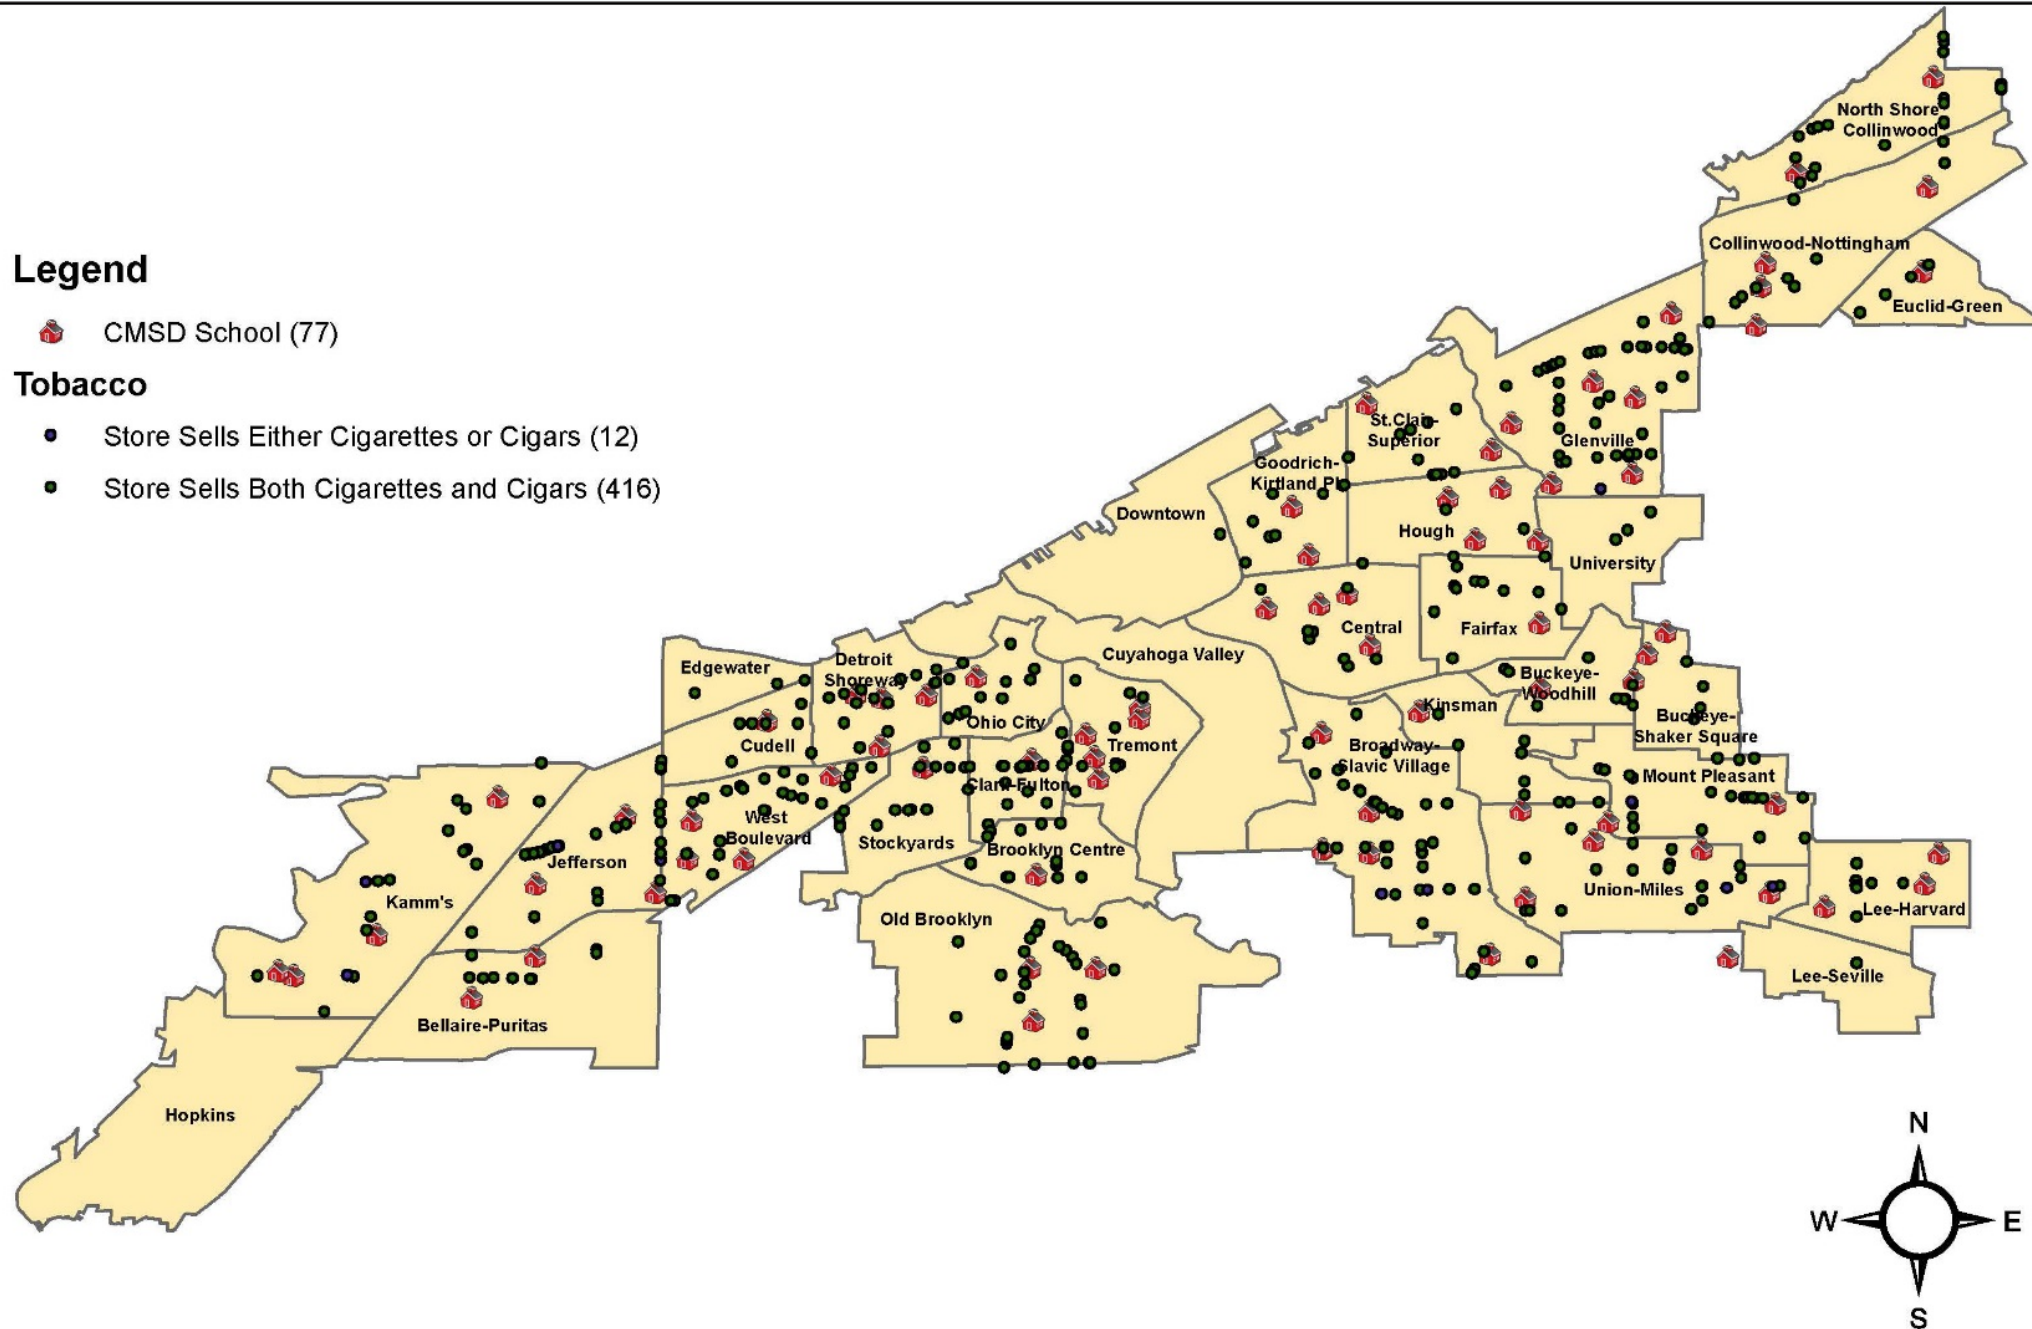 Legend
CMSD School (77)
Tobacco
Store Sells Either Cigarettes or Cigars (12)
Store Sells Both Cigarettes and Cigars (416)
North Shore
Collinwood
Collinwood-Nottingham
Euclid-Green
St.Clair-
Superior
Glenville
Goodrich-
Kirtland Pk
Downtown
Hough
University
Central
Fairfax
Cuyahoga Valley
Edgewater
Detroit
Shoreway
Buckeye-
Woodhill
Kinsman
Ohio City
Buckeye-
Shaker Square
Cudell
Tremont
Broadway-
Slavic Village
Mount Pleasant
Clark-Fulton
West
Boulevard
Stockyards
Brooklyn Centre
Jefferson
Union-Miles
Kamm's
Lee-Harvard
Old Brooklyn
Lee-Seville
Bellaire-Puritas
Hopkins
N
W
E
S